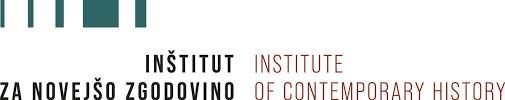 INŠTITUT
ZA NOVEJŠO ZGODOVINO
INSTITUTE
OF CONTEMPORARY HISTORY